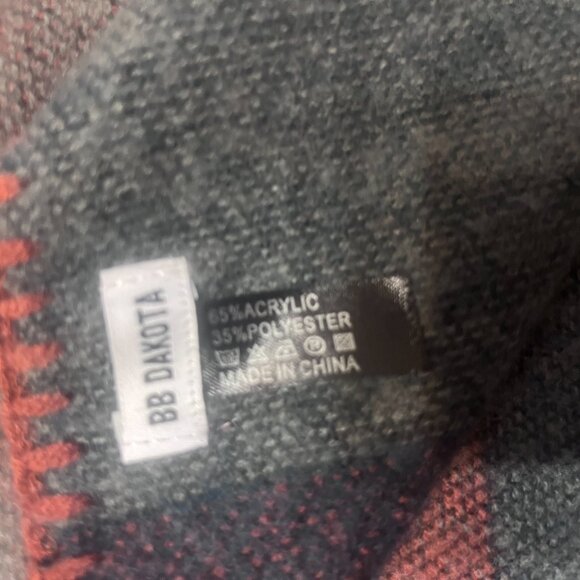 BB DAKOTA
65%ACRYLIC
35%POLYESTER
MADE IN CHINA